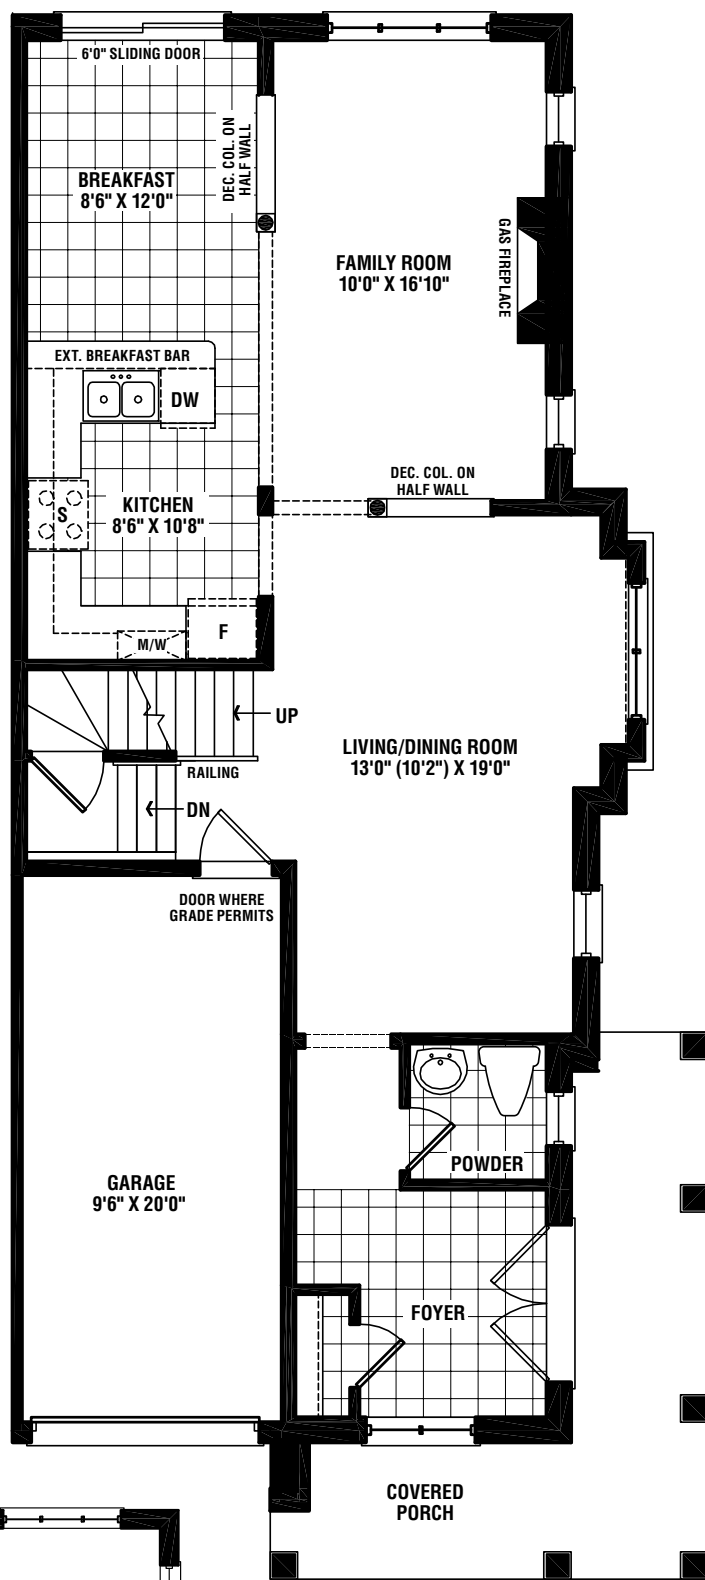 6'0" SLIDING DOOR
DEC. COL. ON
HALF WALL
BREAKFAST
8'6" X 12'0"
FAMILY ROOM
10'0" X 16'10"
GAS FIREPLACE
EXT. BREAKFAST BAR
DW
DEC. COL. ON
HALF WALL
KITCHEN
8'6" X 10'8"
S
F
M/W
UP
LIVING/DINING ROOM
13'0" (10'2") X 19'0"
RAILING
DN
DOOR WHERE
GRADE PERMITS
POWDER
GARAGE
9'6" X 20'0"
FOYER
COVERED
PORCH